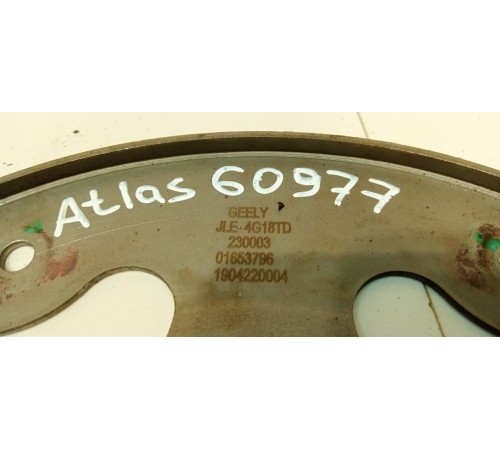 Atlas 60977
GEELY
JLE-4G18TD
230003
01653796
1904220004